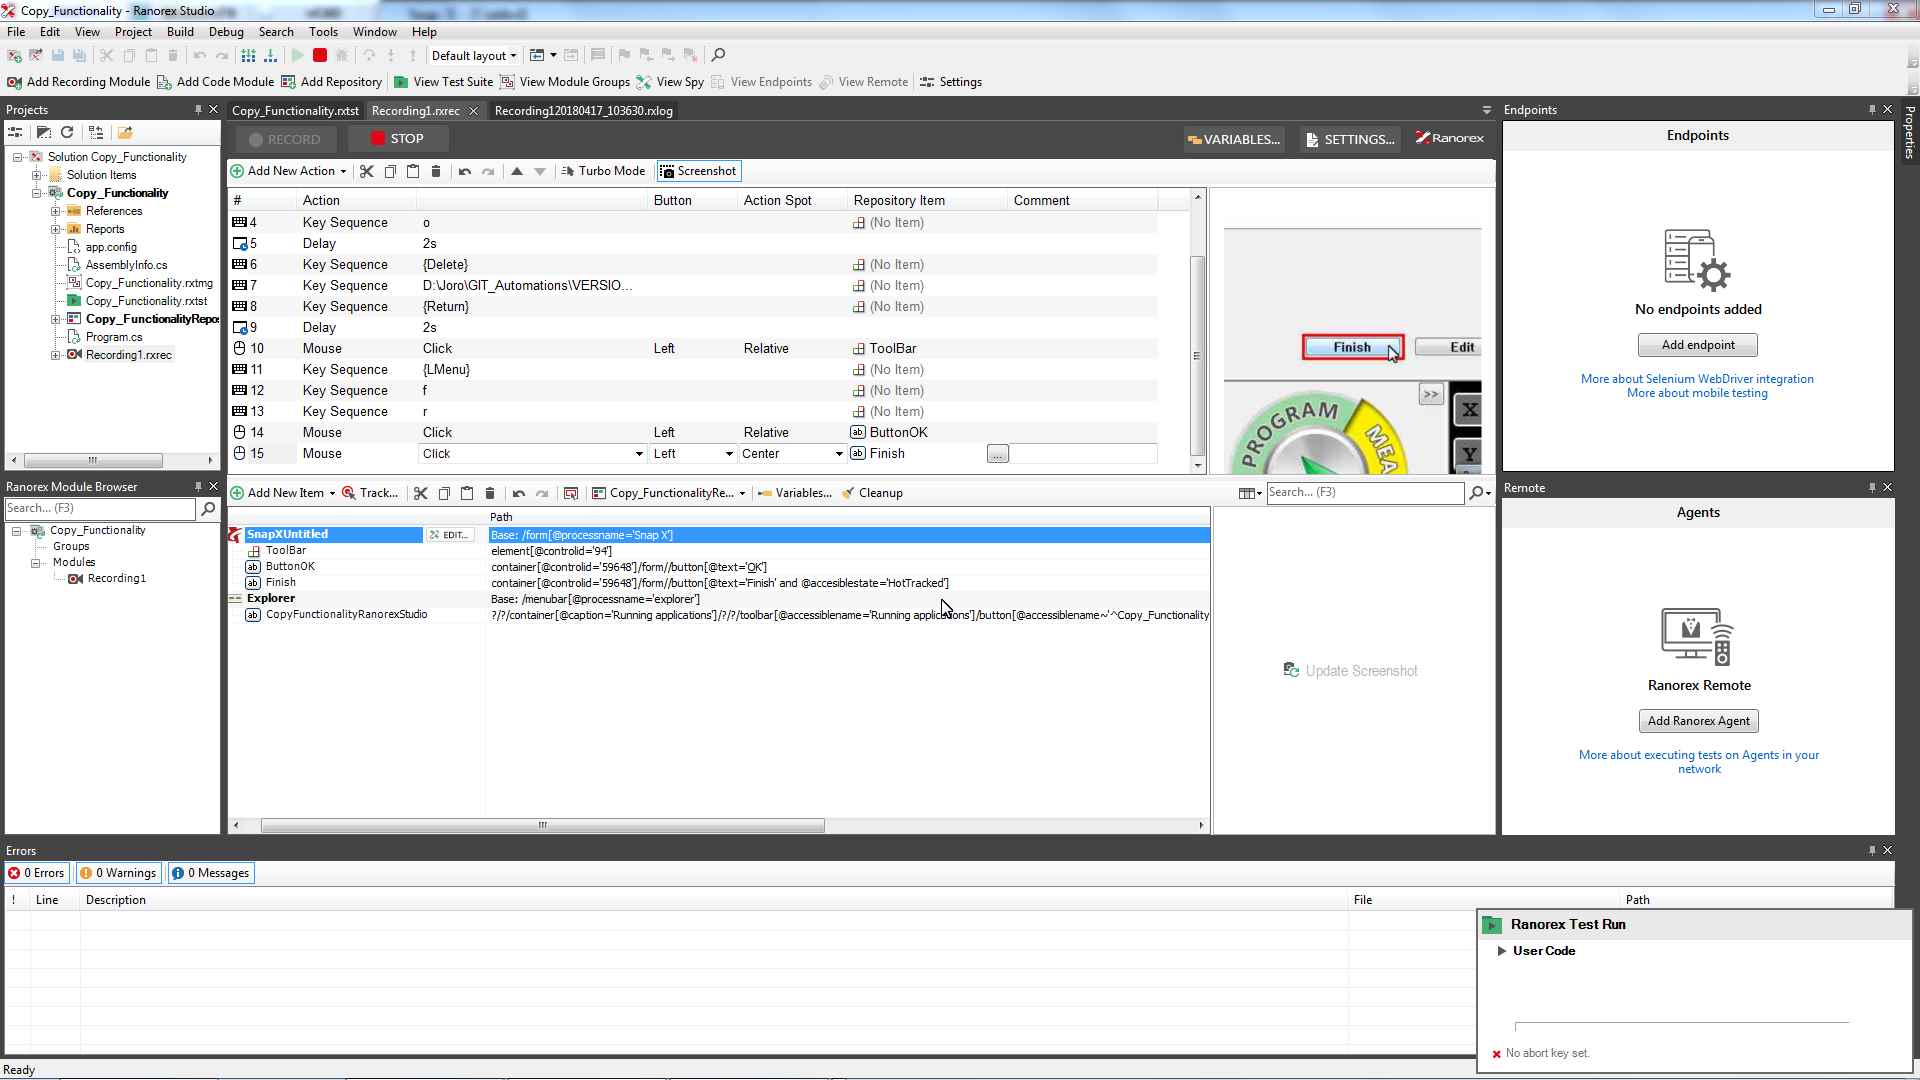 Copy_Functionality - Ranorex Studio
File Edit View Project Build Debug Search Tools Window Help
Default layout
Add Recording Module Add Code Module Add Repository View Test Suite View Module Groups View Spy View Endpoints View Remote Settings
Projects
Solution Copy_Functionality
Solution Items
Copy_Functionality
References
Reports
app.config
AssemblyInfo.cs
Copy_Functionality.rxtmg
Copy_Functionality.rxtst
Copy_FunctionalityRepo
Program.cs
Recording1.rxrec
Ranorex Module Browser
Search... (F3)
Copy_Functionality
Groups
Modules
Recording1
Copy_Functionality.rxtst Recording1.rxrec Recording120180417_103630.rxlog
RECORD STOP VARIABLES... SETTINGS... Ranorex
Add New Action Turbo Mode Screenshot
# Action Button Action Spot Repository Item Comment
4 Key Sequence o (No Item)
5 Delay 2s
6 Key Sequence {Delete} (No Item)
7 Key Sequence D:\Joro\GIT_Automations\VERSIO... (No Item)
8 Key Sequence {Return} (No Item)
9 Delay 2s
10 Mouse Click Left Relative ToolBar
11 Key Sequence {LMenu} (No Item)
12 Key Sequence f (No Item)
13 Key Sequence r (No Item)
14 Mouse Click Left Relative ButtonOK
15 Mouse Click Left Center Finish ...
Finish Edit
>>
PROGRAM
MEA
X
Y
Add New Item Track... Copy_FunctionalityRe... Variables... Cleanup Search... (F3)
Path
SnapXUntitled EDIT... Base: /form[@processname='Snap X']
ToolBar element[@controlid='94']
ButtonOK container[@controlid='59648']/form//button[@text='OK']
Finish container[@controlid='59648']/form//button[@text='Finish' and @accesiblestate='HotTracked']
Explorer Base: /menubar[@processname='explorer']
CopyFunctionalityRanorexStudio ?/?/container[@caption='Running applications']/?/?/toolbar[@accessiblename='Running applications']/button[@accessiblename~'^Copy_Functionality
Update Screenshot
Endpoints
Endpoints
No endpoints added
Add endpoint
More about Selenium WebDriver integration
More about mobile testing
Remote
Agents
Ranorex Remote
Add Ranorex Agent
More about executing tests on Agents in your
network
Properties
Errors
0 Errors 0 Warnings 0 Messages
! Line Description File Path
Ranorex Test Run
User Code
No abort key set.
Ready